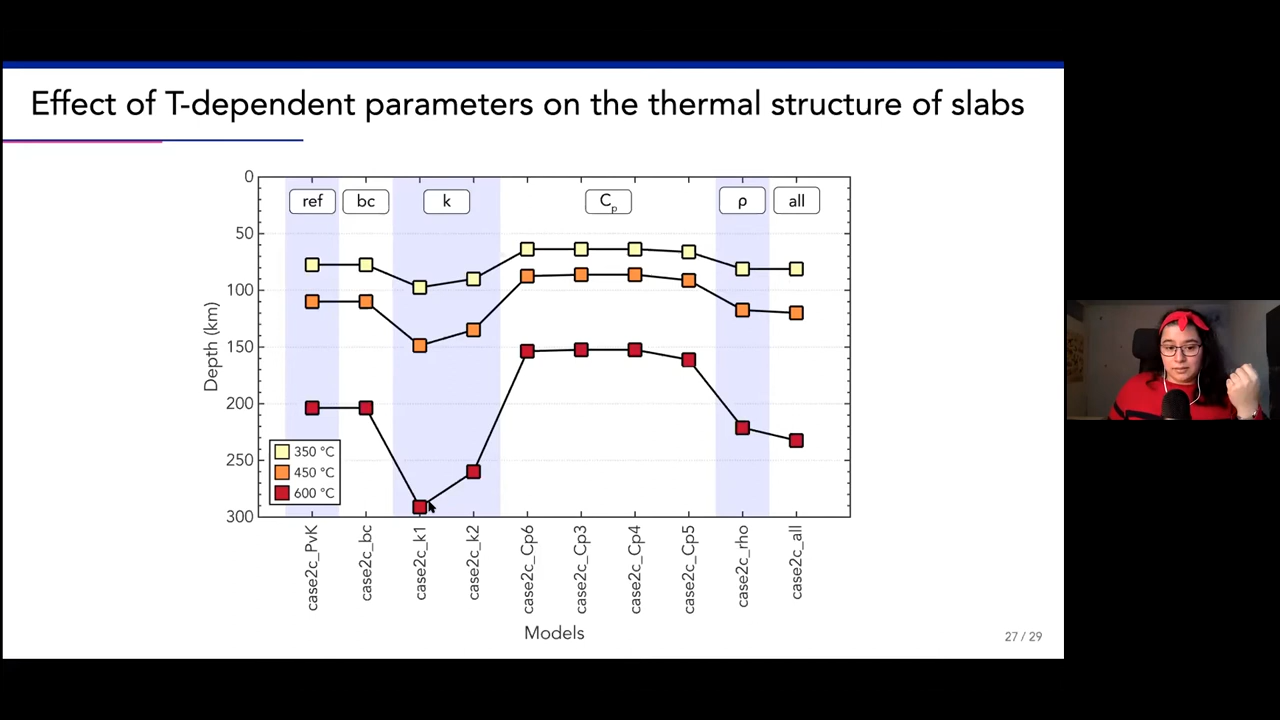 Effect of T-dependent parameters on the thermal structure of slabs
ref
bc
k
Cp
ρ
all
0
50
100
150
200
250
300
Depth (km)
350 °C
450 °C
600 °C
case2c_PvK
case2c_bc
case2c_k1
case2c_k2
case2c_Cp6
case2c_Cp3
case2c_Cp4
case2c_Cp5
case2c_rho
case2c_all
Models
27 / 29